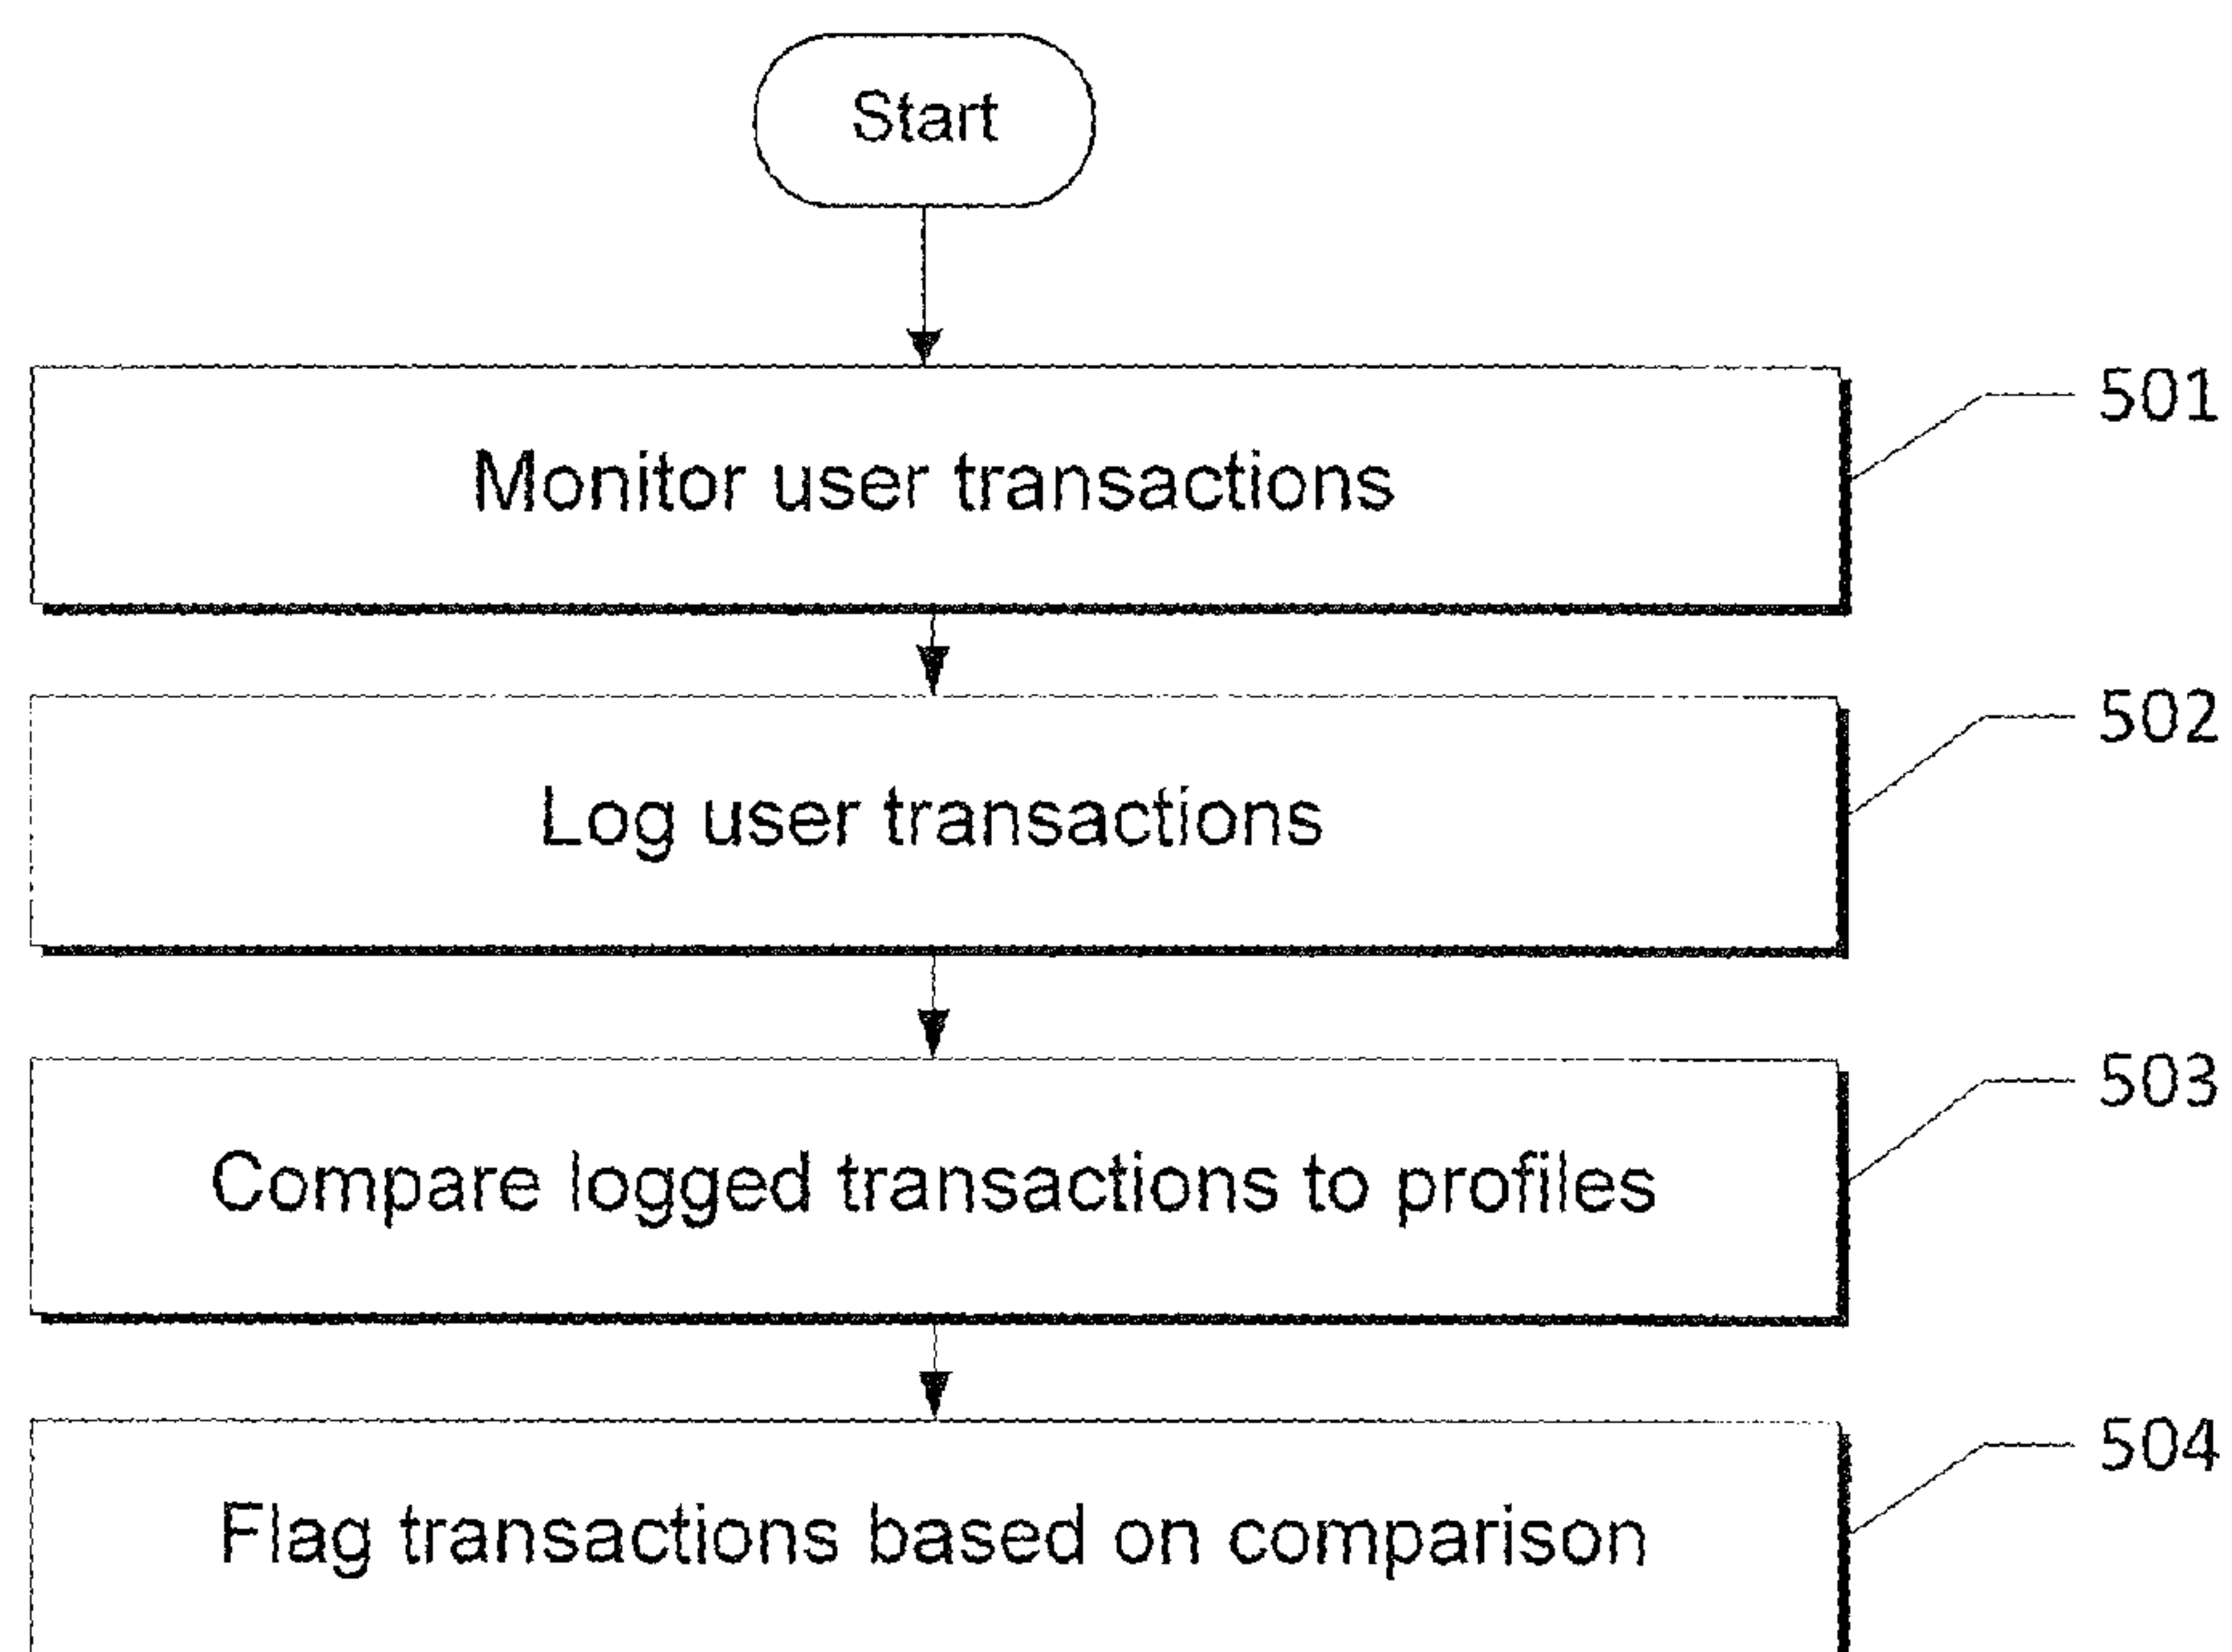 Start
Monitor user transactions
501
Log user transactions
502
Compare logged transactions to profiles
503
Flag transactions based on comparison
504